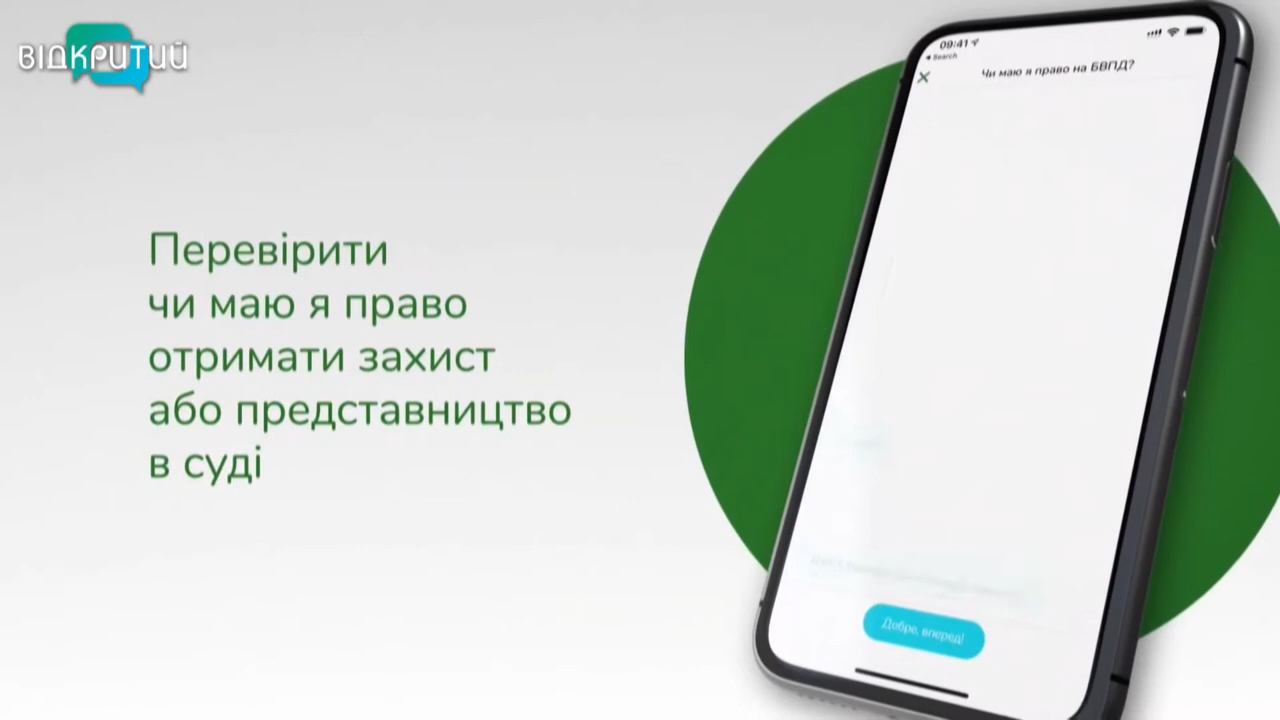 ВІДКРИТИЙ
Перевірити
чи маю я право
отримати захист
або представництво
в суді
09:41
Search
Чи маю я право на БВПД?
Добре, вперед!